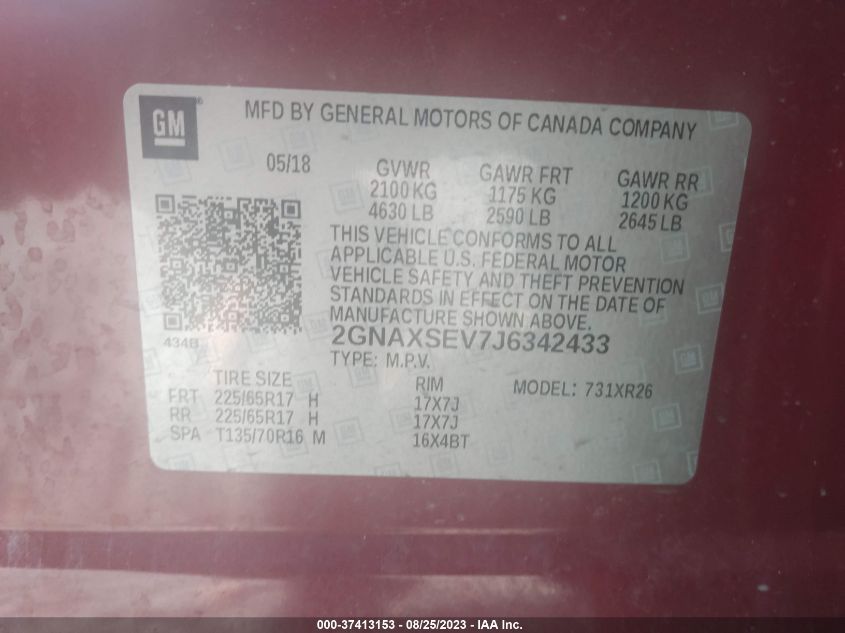 GM
MFD BY GENERAL MOTORS OF CANADA COMPANY
05/18 GVWR GAWR FRT GAWR RR
2100 KG 1175 KG 1200 KG
4630 LB 2590 LB 2645 LB
THIS VEHICLE CONFORMS TO ALL
APPLICABLE U.S. FEDERAL MOTOR
VEHICLE SAFETY AND THEFT PREVENTION
STANDARDS IN EFFECT ON THE DATE OF
MANUFACTURE SHOWN ABOVE.
434B 2GNAXSEV7J6342433
TYPE: M.P.V.
TIRE SIZE RIM MODEL: 731XR26
FRT 225/65R17 H 17X7J
RR 225/65R17 H 17X7J
SPA T135/70R16 M 16X4BT
000-37413153 - 08/25/2023 - IAA Inc.